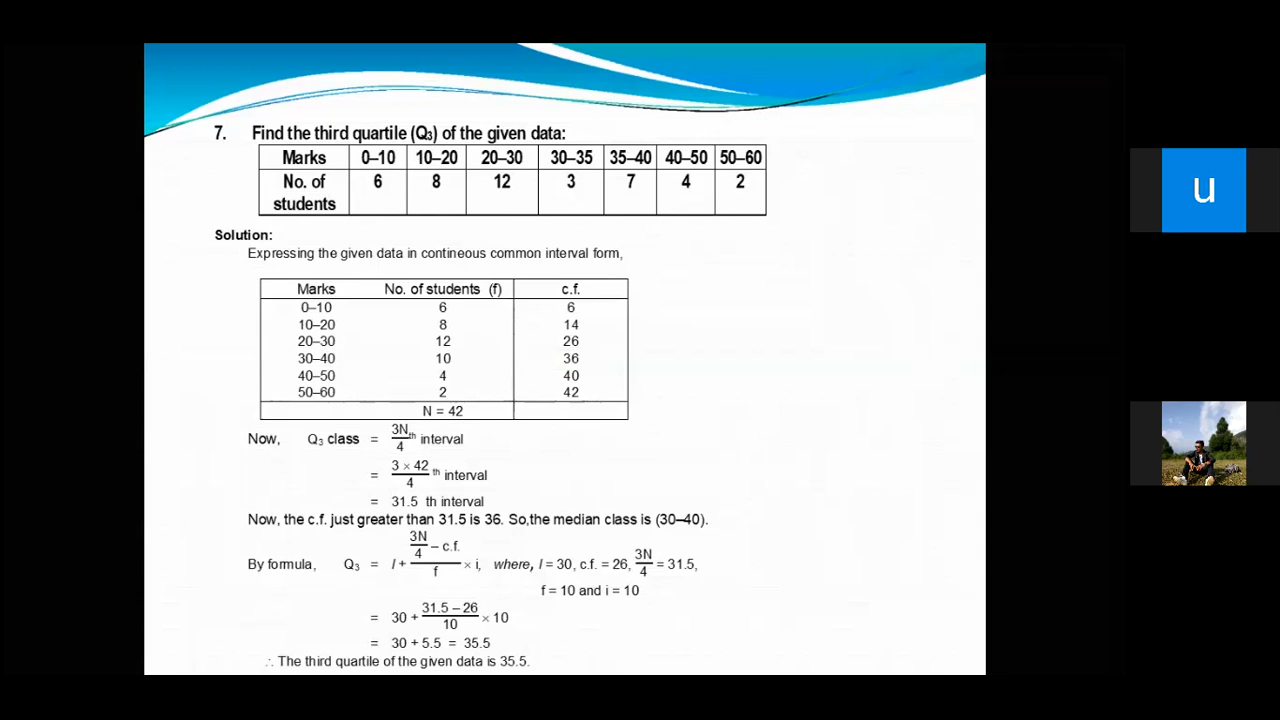 7. Find the third quartile (Q3) of the given data:
Marks 0–10 10–20 20–30 30–35 35–40 40–50 50–60
No. of students 6 8 12 3 7 4 2
Solution:
Expressing the given data in contineous common interval form,
Marks No. of students (f) c.f.
0–10 6 6
10–20 8 14
20–30 12 26
30–40 10 36
40–50 4 40
50–60 2 42
N = 42
Now, Q3 class = 3N/4 th interval
= 3 × 42/4 th interval
= 31.5 th interval
Now, the c.f. just greater than 31.5 is 36. So,the median class is (30–40).
By formula, Q3 = l + (3N/4 – c.f.)/f × i, where, l = 30, c.f. = 26, 3N/4 = 31.5,
f = 10 and i = 10
= 30 + (31.5 – 26)/10 × 10
= 30 + 5.5 = 35.5
∴ The third quartile of the given data is 35.5.
u